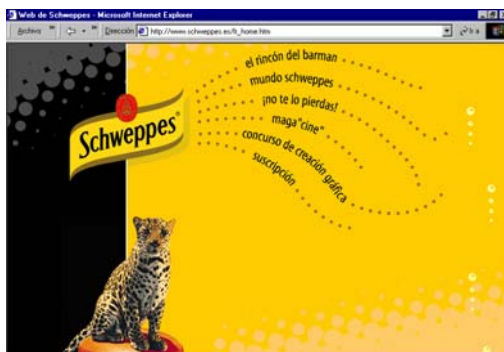 Web de Schweppes - Microsoft Internet Explorer
Archivo
Dirección http://www.schweppes.es/fr_home.htm
el rincón del barman
mundo schweppes
¡no te lo pierdas!
maga"cine"
concurso de creación gráfica
suscripción
Schweppes